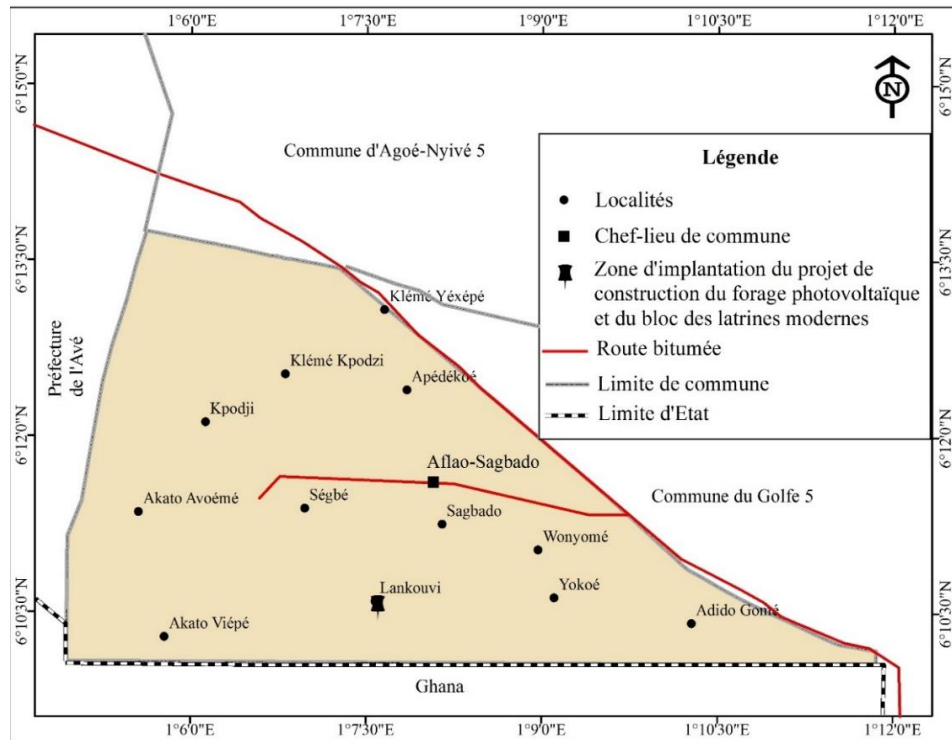 1°6'0"E
1°7'30"E
1°9'0"E
1°10'30"E
1°12'0"E
6°15'0"N
6°15'0"N
N
Commune d'Agoé-Nyivé 5
Légende
Localités
Chef-lieu de commune
Zone d'implantation du projet de
construction du forage photovoltaïque
et du bloc des latrines modernes
Route bitumée
Limite de commune
Limite d'Etat
6°13'30"N
6°13'30"N
Klémé Yéxépé
Préfecture
de l'Avé
Klémé Kpodzi
Apédékoé
Kpodji
6°12'0"N
6°12'0"N
Aflao-Sagbado
Akato Avoémé
Ségbé
Sagbado
Commune du Golfe 5
Wonyomé
Lankouvi
Yokoé
6°10'30"N
6°10'30"N
Adido Gomé
Akato Viépé
Ghana
1°6'0"E
1°7'30"E
1°9'0"E
1°10'30"E
1°12'0"E